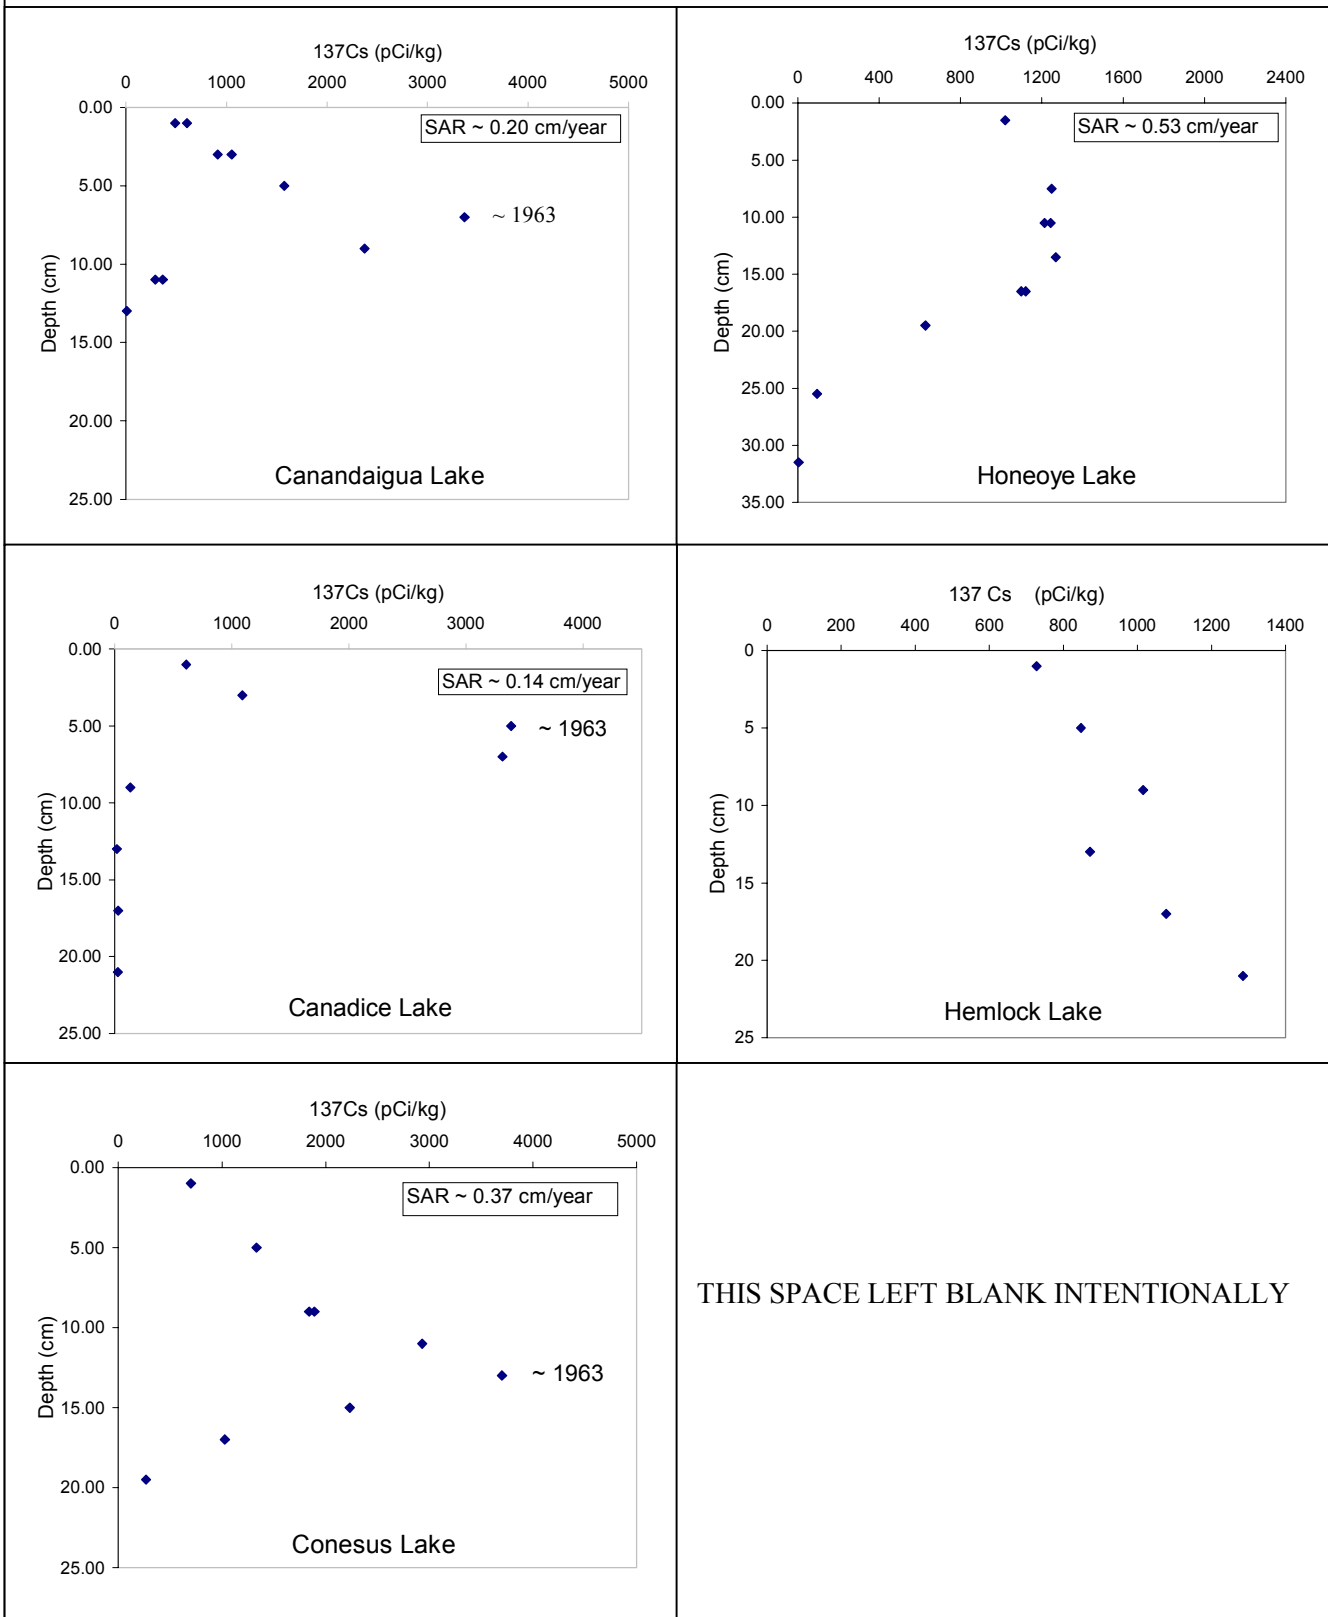 137Cs (pCi/kg)
0 1000 2000 3000 4000 5000
0.00
SAR ~ 0.20 cm/year
5.00
~ 1963
10.00
Depth (cm)
15.00
20.00
Canandaigua Lake
25.00
137Cs (pCi/kg)
0 400 800 1200 1600 2000 2400
0.00
SAR ~ 0.53 cm/year
5.00
10.00
15.00
Depth (cm)
20.00
25.00
30.00
Honeoye Lake
35.00
137Cs (pCi/kg)
0 1000 2000 3000 4000
0.00
SAR ~ 0.14 cm/year
5.00
~ 1963
10.00
Depth (cm)
15.00
20.00
Canadice Lake
25.00
137 Cs (pCi/kg)
0 200 400 600 800 1000 1200 1400
0
5
10
Depth (cm)
15
20
Hemlock Lake
25
137Cs (pCi/kg)
0 1000 2000 3000 4000 5000
0.00
SAR ~ 0.37 cm/year
5.00
10.00
Depth (cm)
~ 1963
15.00
20.00
Conesus Lake
25.00
THIS SPACE LEFT BLANK INTENTIONALLY